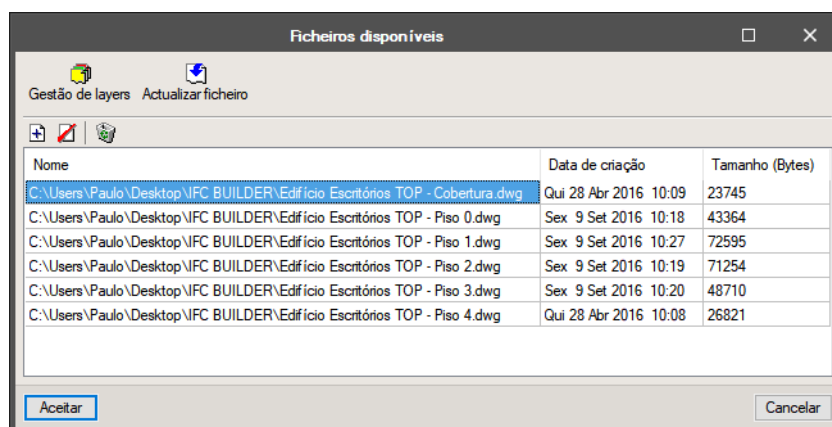 Ficheiros disponíveis
Gestão de layers Actualizar ficheiro
Nome Data de criação Tamanho (Bytes)
C:\Users\Paulo\Desktop\IFC BUILDER\Edifício Escritórios TOP - Cobertura.dwg Qui 28 Abr 2016 10:09 23745
C:\Users\Paulo\Desktop\IFC BUILDER\Edifício Escritórios TOP - Piso 0.dwg Sex 9 Set 2016 10:18 43364
C:\Users\Paulo\Desktop\IFC BUILDER\Edifício Escritórios TOP - Piso 1.dwg Sex 9 Set 2016 10:27 72595
C:\Users\Paulo\Desktop\IFC BUILDER\Edifício Escritórios TOP - Piso 2.dwg Sex 9 Set 2016 10:19 71254
C:\Users\Paulo\Desktop\IFC BUILDER\Edifício Escritórios TOP - Piso 3.dwg Sex 9 Set 2016 10:20 48710
C:\Users\Paulo\Desktop\IFC BUILDER\Edifício Escritórios TOP - Piso 4.dwg Qui 28 Abr 2016 10:08 26821
Aceitar Cancelar